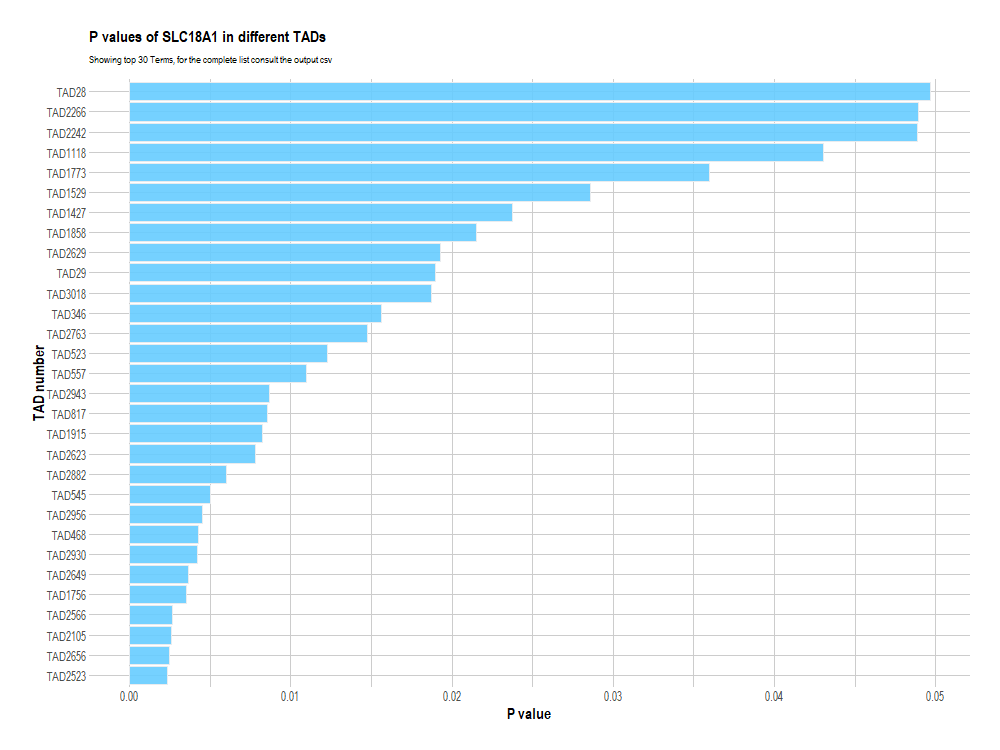 P values of SLC18A1 in different TADs
Showing top 30 Terms, for the complete list consult the output csv
TAD number
TAD28
TAD2266
TAD2242
TAD1118
TAD1773
TAD1529
TAD1427
TAD1858
TAD2629
TAD29
TAD3018
TAD346
TAD2763
TAD523
TAD557
TAD2943
TAD817
TAD1915
TAD2623
TAD2882
TAD545
TAD2956
TAD468
TAD2930
TAD2649
TAD1756
TAD2566
TAD2105
TAD2656
TAD2523
0.00 0.01 0.02 0.03 0.04 0.05
P value